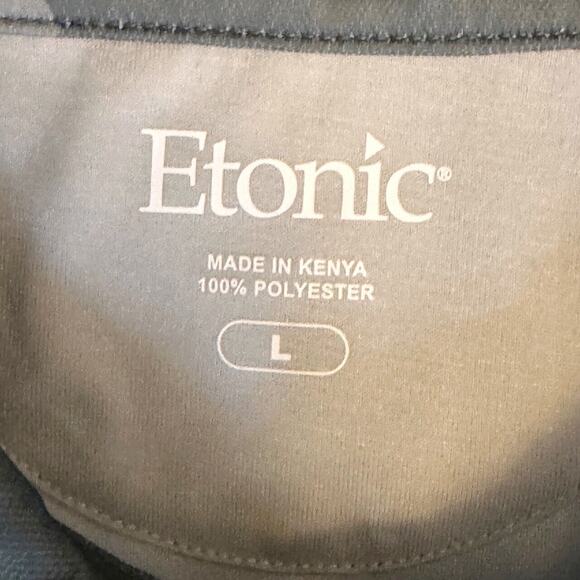 Etonic®
MADE IN KENYA
100% POLYESTER
L